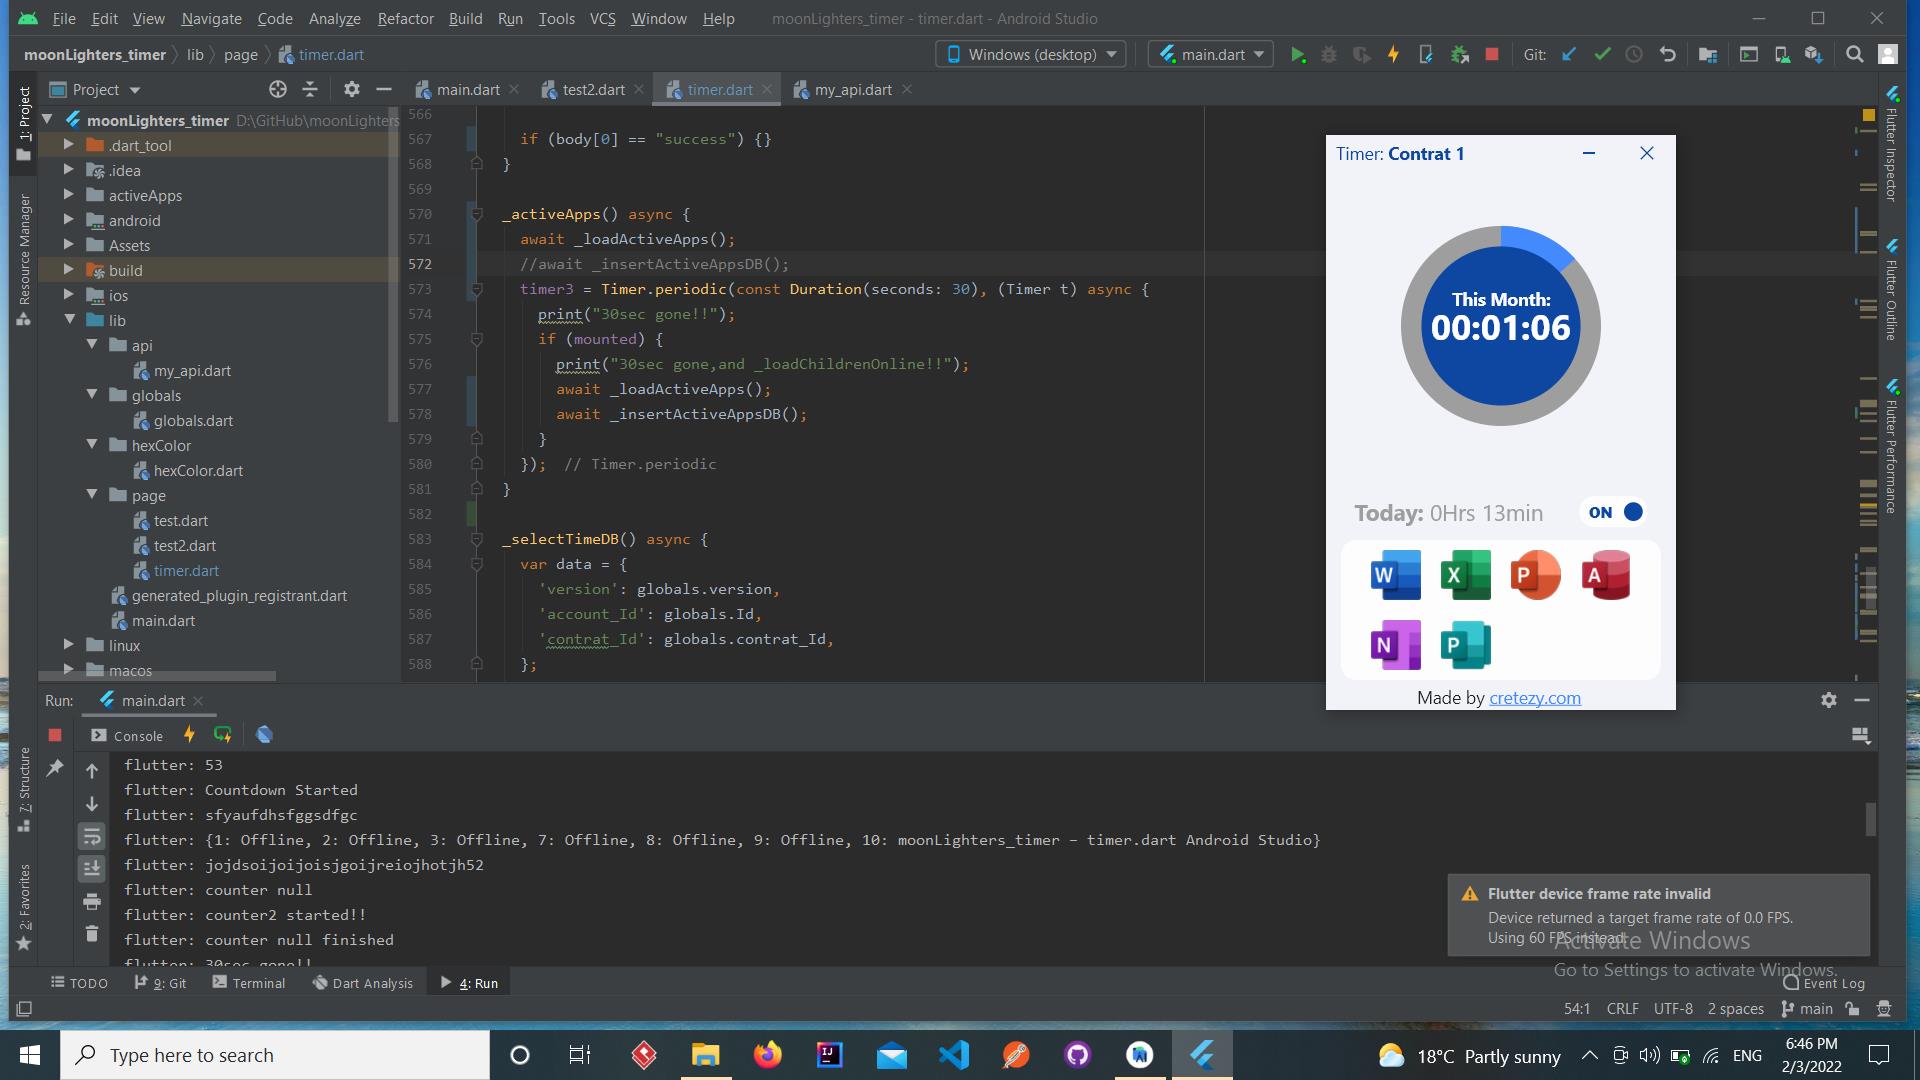 File Edit View Navigate Code Analyze Refactor Build Run Tools VCS Window Help moonLighters_timer - timer.dart - Android Studio
moonLighters_timer lib page timer.dart Windows (desktop) main.dart Git:
Project main.dart test2.dart timer.dart my_api.dart
1: Project
Resource Manager
7: Structure
2: Favorites
moonLighters_timer D:\GitHub\moonLighters
.dart_tool
.idea
activeApps
android
Assets
build
ios
lib
api
my_api.dart
globals
globals.dart
hexColor
hexColor.dart
page
test.dart
test2.dart
timer.dart
generated_plugin_registrant.dart
main.dart
linux
macos
566
567 if (body[0] == "success") {}
568 }
569
570 _activeApps() async {
571 await _loadActiveApps();
572 //await _insertActiveAppsDB();
573 timer3 = Timer.periodic(const Duration(seconds: 30), (Timer t) async {
574 print("30sec gone!!");
575 if (mounted) {
576 print("30sec gone,and _loadChildrenOnline!!");
577 await _loadActiveApps();
578 await _insertActiveAppsDB();
579 }
580 }); // Timer.periodic
581 }
582
583 _selectTimeDB() async {
584 var data = {
585 'version': globals.version,
586 'account_Id': globals.Id,
587 'contrat_Id': globals.contrat_Id,
588 };
Timer: Contrat 1
This Month:
00:01:06
Today: 0Hrs 13min ON
W X P A
N P
Made by cretezy.com
Flutter Inspector
Flutter Outline
Flutter Performance
Run: main.dart
Console
flutter: 53
flutter: Countdown Started
flutter: sfyaufdhsfggsdfgc
flutter: {1: Offline, 2: Offline, 3: Offline, 7: Offline, 8: Offline, 9: Offline, 10: moonLighters_timer – timer.dart Android Studio}
flutter: jojdsoijoijoisjgoijreiojhotjh52
flutter: counter null
flutter: counter2 started!!
flutter: counter null finished
flutter: 30sec gone!!
Flutter device frame rate invalid
Device returned a target frame rate of 0.0 FPS.
Using 60 FPS instead.
Activate Windows
Go to Settings to activate Windows.
TODO 9: Git Terminal Dart Analysis 4: Run Event Log
54:1 CRLF UTF-8 2 spaces main
Type here to search 18°C Partly sunny ENG 6:46 PM
2/3/2022